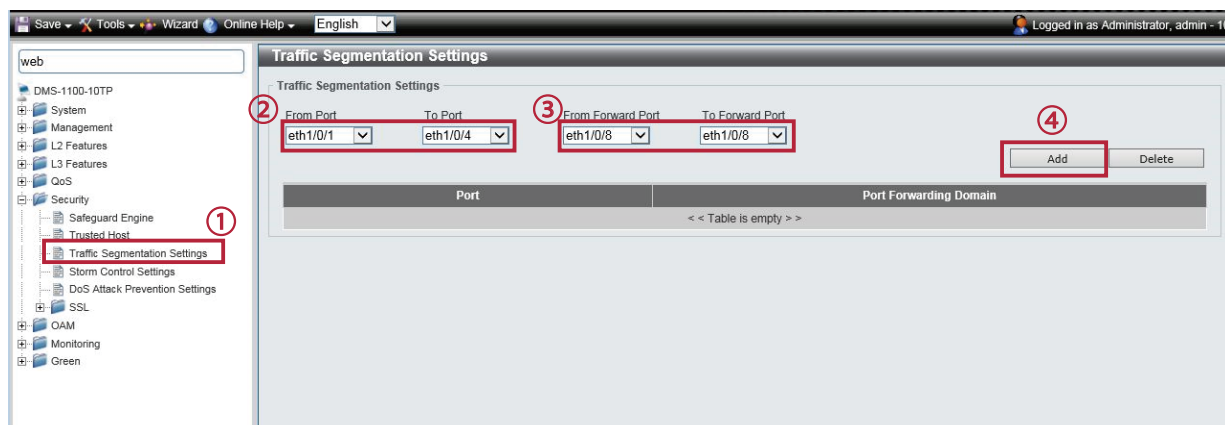 Save Tools Wizard Online Help English
Logged in as Administrator, admin - 10
web
DMS-1100-10TP
System
Management
L2 Features
L3 Features
QoS
Security
Safeguard Engine
①
Trusted Host
Traffic Segmentation Settings
Storm Control Settings
DoS Attack Prevention Settings
SSL
OAM
Monitoring
Green
Traffic Segmentation Settings
Traffic Segmentation Settings
② From Port To Port ③ From Forward Port To Forward Port
eth1/0/1 eth1/0/4 eth1/0/8 eth1/0/8
④
Add Delete
Port Port Forwarding Domain
< < Table is empty > >